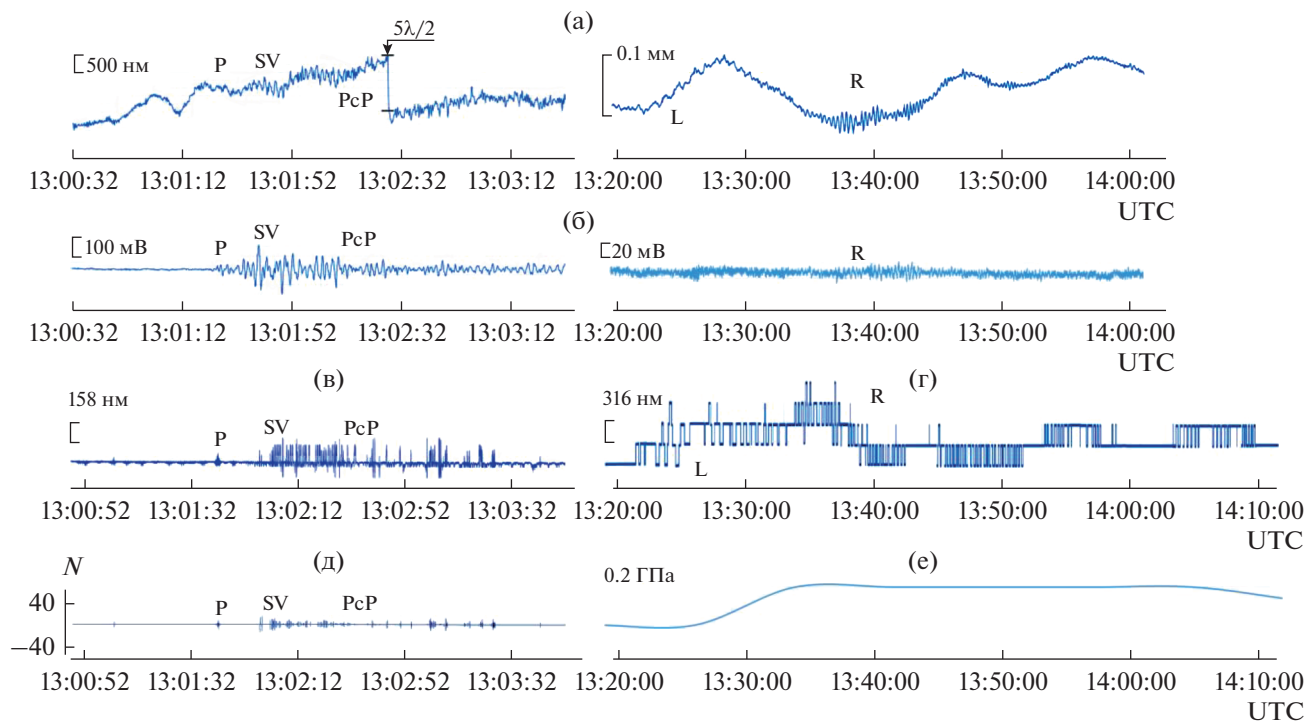 (а)
5λ/2
500 нм
P
SV
PcP
0.1 мм
L
R
13:00:32 13:01:12 13:01:52 13:02:32 13:03:12
13:20:00 13:30:00 13:40:00 13:50:00 14:00:00
UTC
(б)
100 мВ
P
SV
PcP
20 мВ
R
13:00:32 13:01:12 13:01:52 13:02:32 13:03:12
13:20:00 13:30:00 13:40:00 13:50:00 14:00:00
UTC
(в)
158 нм
P
SV
PcP
(г)
316 нм
L
R
13:00:52 13:01:32 13:02:12 13:02:52 13:03:32
13:20:00 13:30:00 13:40:00 13:50:00 14:00:00 14:10:00
UTC
(д)
N
40
−40
P
SV
PcP
(е)
0.2 ГПа
13:00:52 13:01:32 13:02:12 13:02:52 13:03:32
13:20:00 13:30:00 13:40:00 13:50:00 14:00:00 14:10:00
UTC